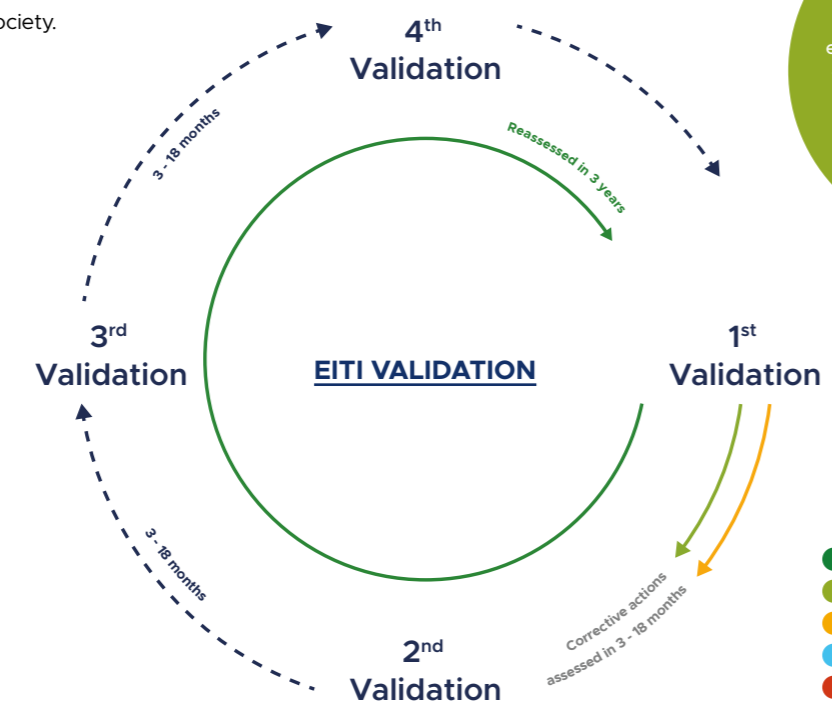 ociety.
4th
Validation
e
3 - 18 months
Reassessed in 3 years
3rd
Validation
EITI VALIDATION
1st
Validation
3 - 18 months
Corrective actions
assessed in 3 - 18 months
2nd
Validation